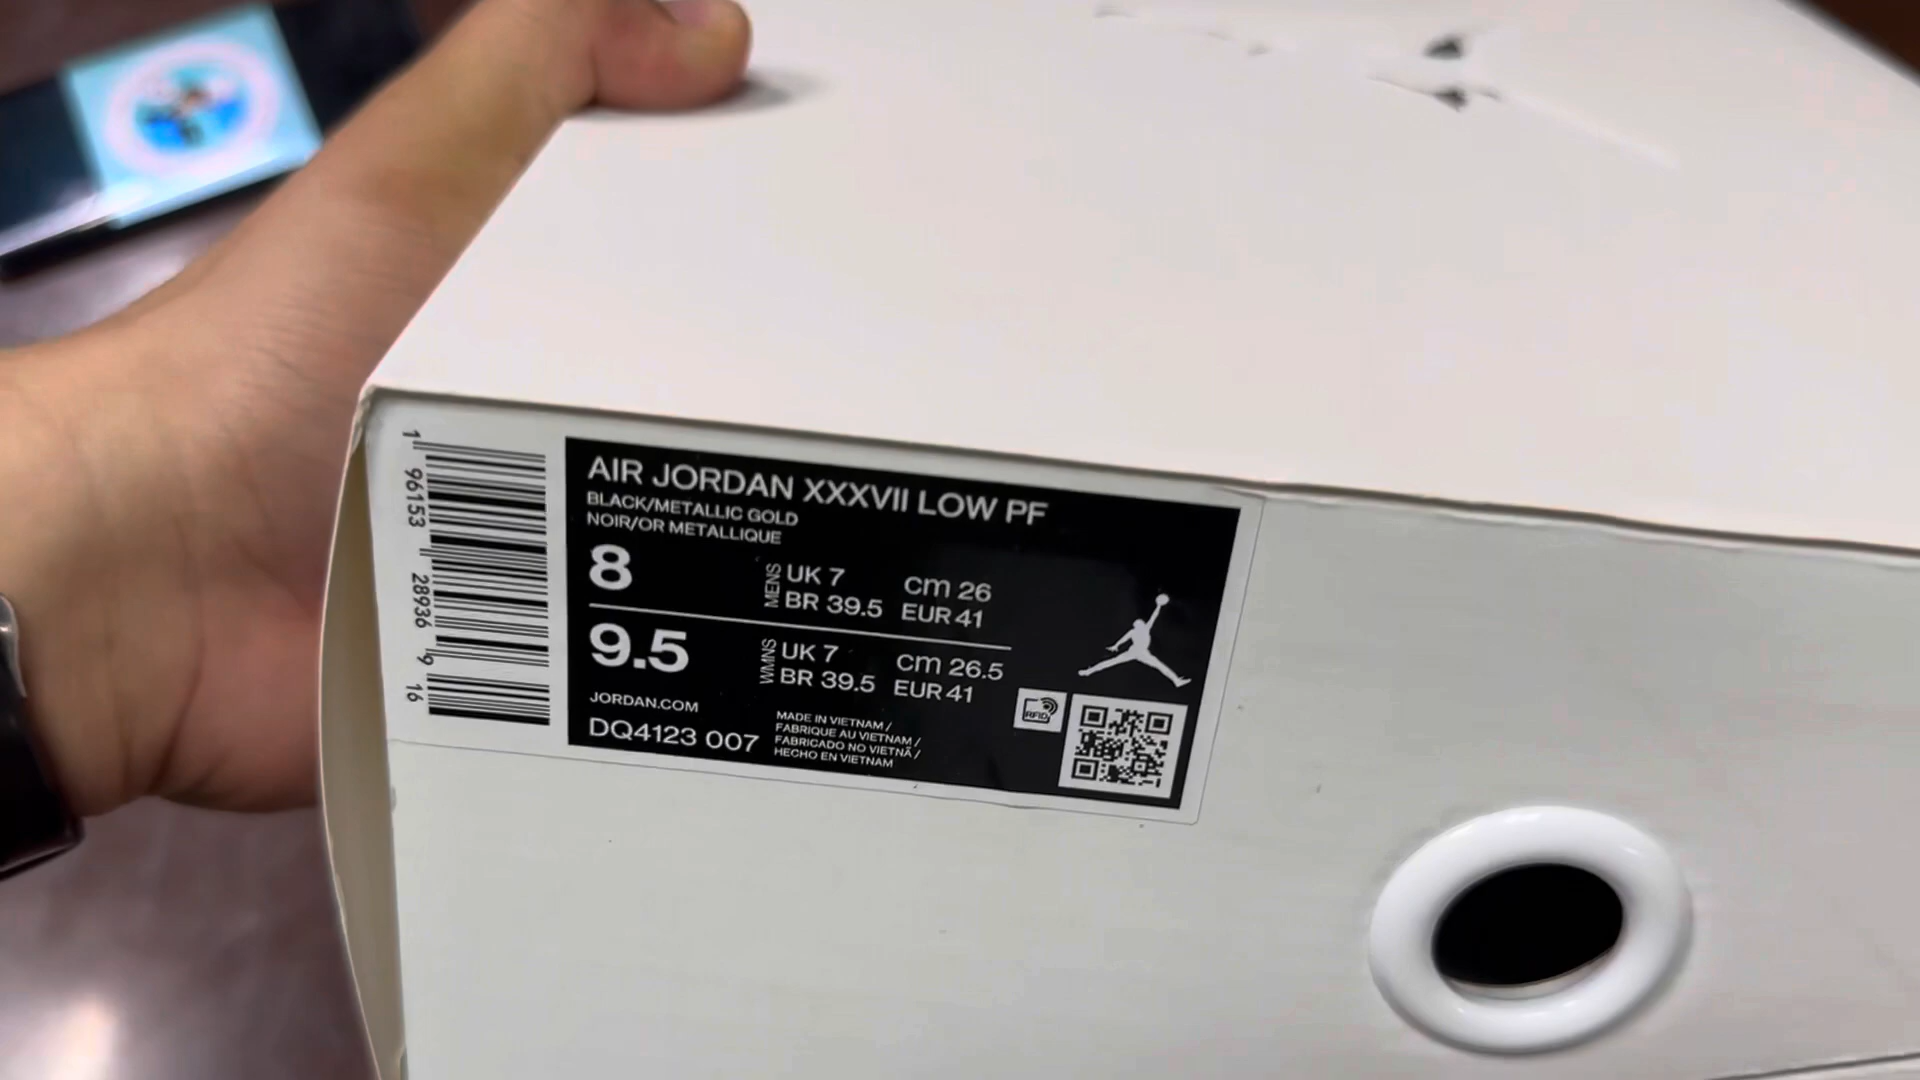 1 96153 28936 9 16
AIR JORDAN XXXVII LOW PF
BLACK/METALLIC GOLD
NOIR/OR METALLIQUE
8
MENS
UK 7
cm 26
BR 39.5
EUR 41
9.5
WMNS
UK 7
cm 26.5
BR 39.5
EUR 41
JORDAN.COM
DQ4123 007
MADE IN VIETNAM /
FABRIQUE AU VIETNAM /
FABRICADO NO VIETNÃ /
HECHO EN VIETNAM
RFID